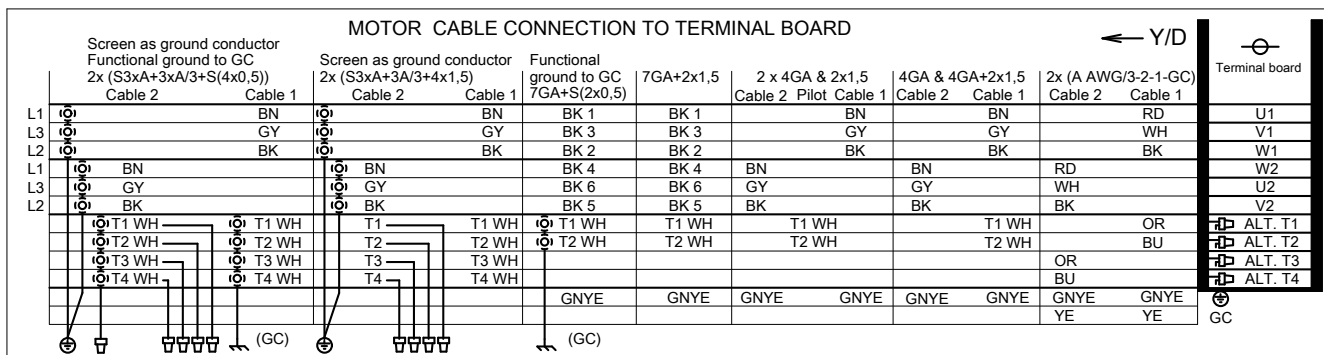 MOTOR CABLE CONNECTION TO TERMINAL BOARD
Y/D
Screen as ground conductor
Functional ground to GC
2x (S3xA+3xA/3+S(4x0,5))
Cable 2 Cable 1
Screen as ground conductor
2x (S3xA+3A/3+4x1,5)
Cable 2 Cable 1
Functional
ground to GC
7GA+S(2x0,5)
7GA+2x1,5
2 x 4GA & 2x1,5
Cable 2 Pilot Cable 1
4GA & 4GA+2x1,5
Cable 2 Cable 1
2x (A AWG/3-2-1-GC)
Cable 2 Cable 1
Terminal board
L1 BN BN BK 1 BK 1 BN BN RD U1
L3 GY GY BK 3 BK 3 GY GY WH V1
L2 BK BK BK 2 BK 2 BK BK BK W1
L1 BN BN BK 4 BK 4 BN BN RD W2
L3 GY GY BK 6 BK 6 GY GY WH U2
L2 BK BK BK 5 BK 5 BK BK BK V2
T1 WH T1 WH T1 T1 WH T1 WH T1 WH T1 WH T1 WH OR ALT. T1
T2 WH T2 WH T2 T2 WH T2 WH T2 WH T2 WH T2 WH BU ALT. T2
T3 WH T3 WH T3 T3 WH OR ALT. T3
T4 WH T4 WH T4 T4 WH BU ALT. T4
GNYE GNYE GNYE GNYE GNYE GNYE GNYE GNYE
YE YE GC
(GC) (GC)